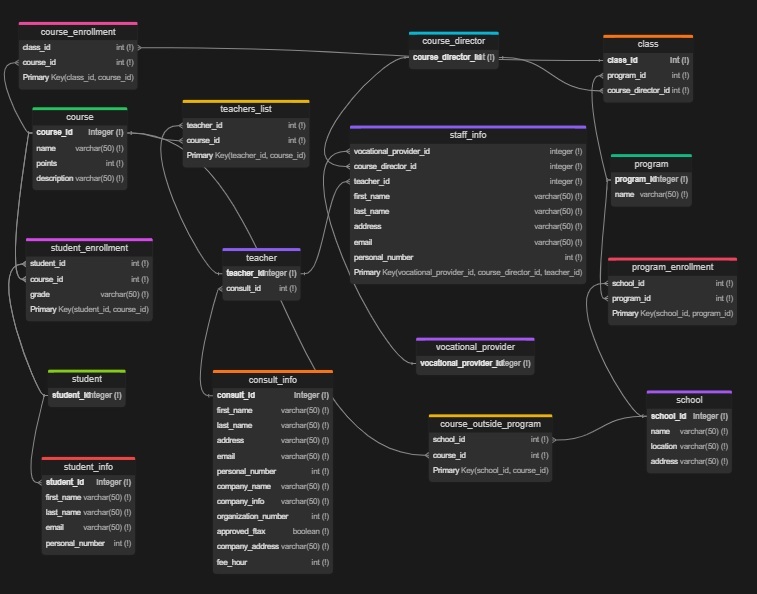 course_enrollment
class_id int (!)
course_id int (!)
Primary Key(class_id, course_id)
course_director
course_director_id int (!)
class
class_id int (!)
program_id int (!)
course_director_id int (!)
course
course_id integer (!)
name varchar(50) (!)
points int (!)
description varchar(50) (!)
teachers_list
teacher_id int (!)
course_id int (!)
Primary Key(teacher_id, course_id)
staff_info
vocational_provider_id integer (!)
course_director_id integer (!)
teacher_id integer (!)
first_name varchar(50) (!)
last_name varchar(50) (!)
address varchar(50) (!)
email varchar(50) (!)
personal_number int (!)
Primary Key(vocational_provider_id, course_director_id, teacher_id)
program
program_id integer (!)
name varchar(50) (!)
student_enrollment
student_id int (!)
course_id int (!)
grade varchar(50) (!)
Primary Key(student_id, course_id)
teacher
teacher_id integer (!)
consult_id int (!)
program_enrollment
school_id int (!)
program_id int (!)
Primary Key(school_id, program_id)
vocational_provider
vocational_provider_id integer (!)
student
student_id integer (!)
consult_info
consult_id integer (!)
first_name varchar(50) (!)
last_name varchar(50) (!)
address varchar(50) (!)
email varchar(50) (!)
personal_number int (!)
company_name varchar(50) (!)
company_info varchar(50) (!)
organization_number int (!)
approved_ftax boolean (!)
company_address varchar(50) (!)
fee_hour int (!)
school
school_id integer (!)
name varchar(50) (!)
location varchar(50) (!)
address varchar(50) (!)
course_outside_program
school_id int (!)
course_id int (!)
Primary Key(school_id, course_id)
student_info
student_id integer (!)
first_name varchar(50) (!)
last_name varchar(50) (!)
email varchar(50) (!)
personal_number int (!)